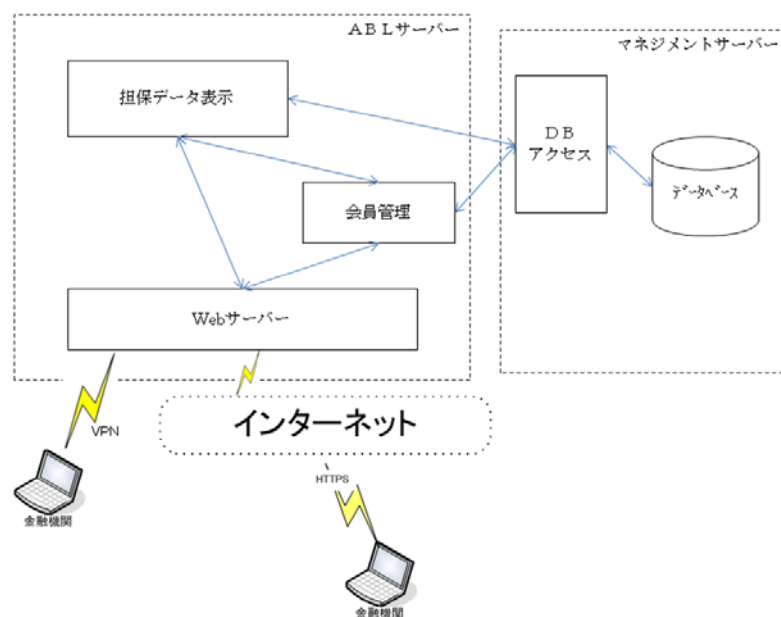 ＡＢＬサーバー
マネジメントサーバー
担保データ表示
ＤＢ
アクセス
データベース
会員管理
Webサーバー
インターネット
VPN
HTTPS
金融機関
金融機関